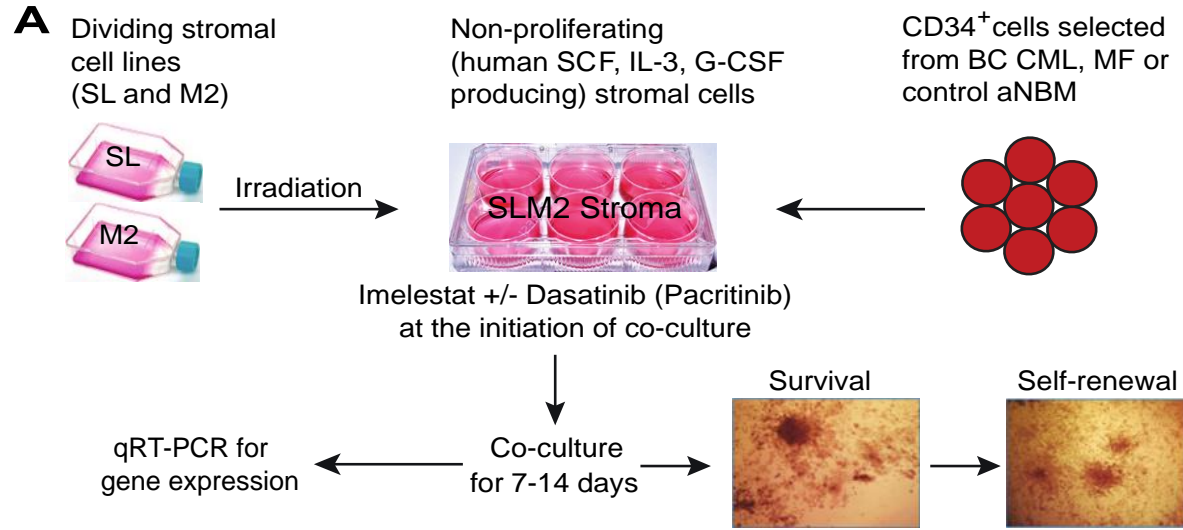 A
Dividing stromal
cell lines
(SL and M2)
Non-proliferating
(human SCF, IL-3, G-CSF
producing) stromal cells
CD34+ cells selected
from BC CML, MF or
control aNBM
SL
M2
Irradiation
SLM2 Stroma
Imelestat +/- Dasatinib (Pacritinib)
at the initiation of co-culture
qRT-PCR for
gene expression
Co-culture
for 7-14 days
Survival
Self-renewal